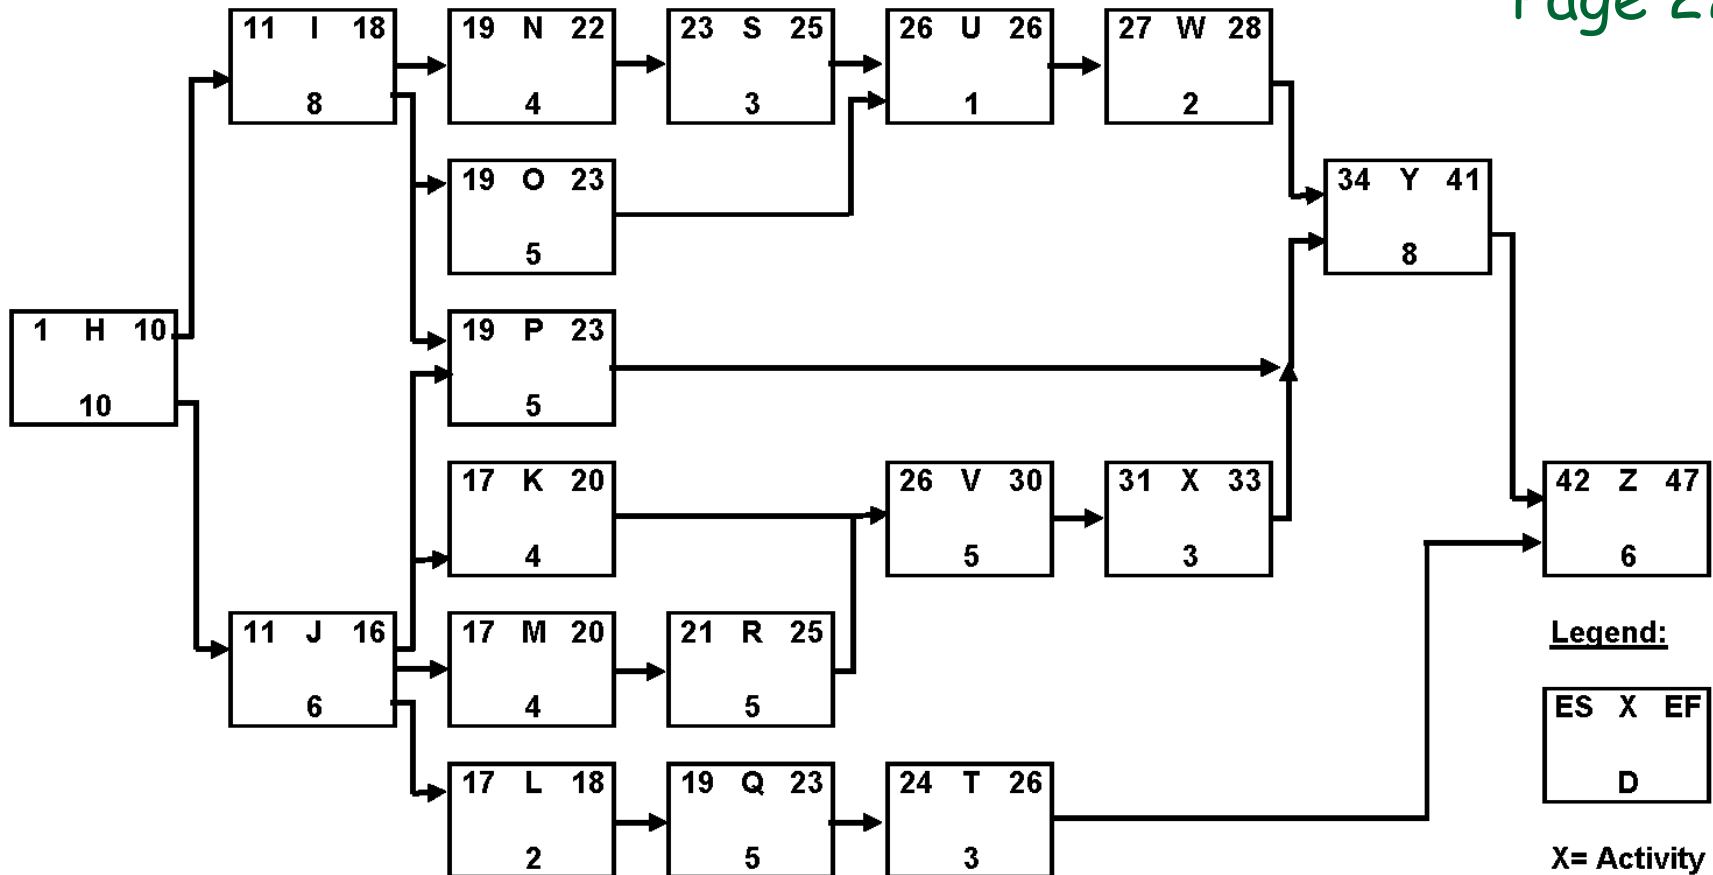 Page 2
11 I 18
8
19 N 22
4
23 S 25
3
26 U 26
1
27 W 28
2
19 O 23
5
34 Y 41
8
1 H 10
10
19 P 23
5
17 K 20
4
26 V 30
5
31 X 33
3
42 Z 47
6
11 J 16
6
17 M 20
4
21 R 25
5
Legend:
ES X EF
D
17 L 18
2
19 Q 23
5
24 T 26
3
X= Activity